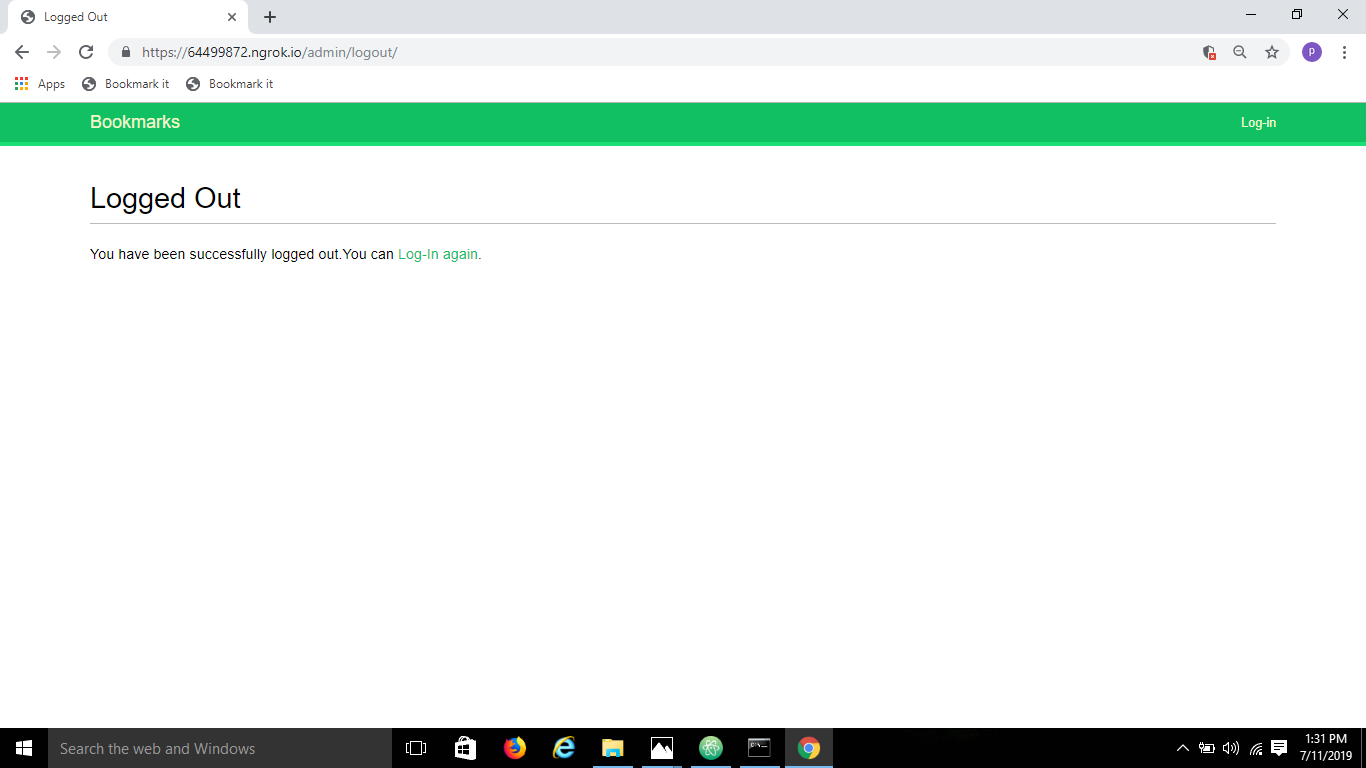 Logged Out
https://64499872.ngrok.io/admin/logout/
p
Apps
Bookmark it
Bookmark it
Bookmarks
Log-in
Logged Out
You have been successfully logged out.You can Log-In again.
Search the web and Windows
1:31 PM
7/11/2019